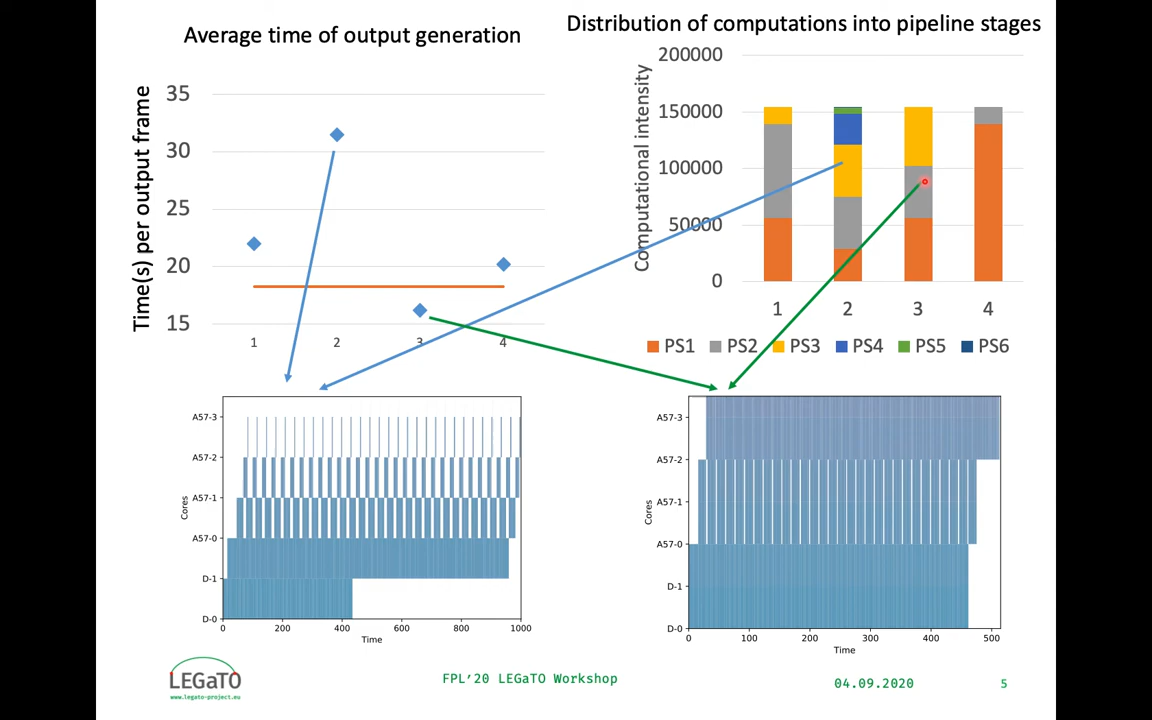 Average time of output generation
Distribution of computations into pipeline stages
Time(s) per output frame
35
30
25
20
15
1
2
3
4
Computational intensity
200000
150000
100000
50000
0
1
2
3
4
PS1
PS2
PS3
PS4
PS5
PS6
Cores
A57-3
A57-2
A57-1
A57-0
D-1
D-0
0
200
400
600
800
1000
Time
Cores
A57-3
A57-2
A57-1
A57-0
D-1
D-0
0
100
200
300
400
500
Time
LEGaTO
www.legato-project.eu
FPL’20 LEGaTO Workshop
04.09.2020
5